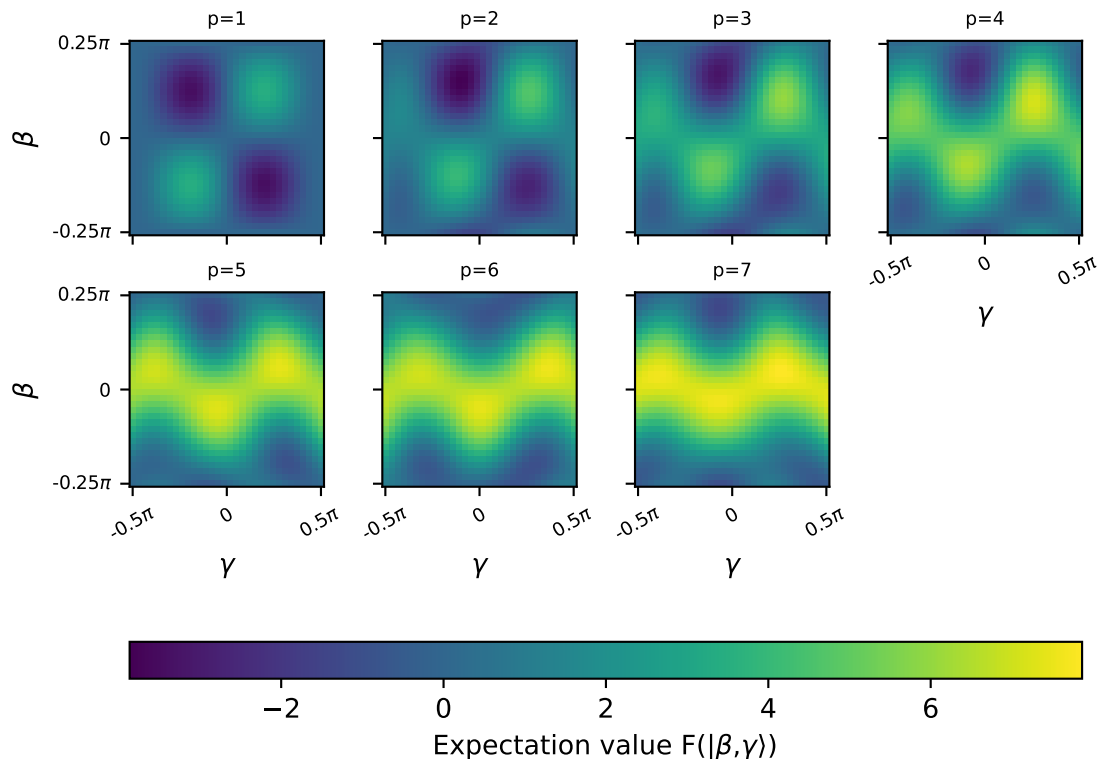 p=1 p=2 p=3 p=4
0.25π
β 0
-0.25π
-0.5π 0 0.5π
γ
p=5 p=6 p=7
0.25π
β 0
-0.25π
-0.5π 0 0.5π -0.5π 0 0.5π -0.5π 0 0.5π
γ γ γ
−2 0 2 4 6
Expectation value F(|β,γ⟩)